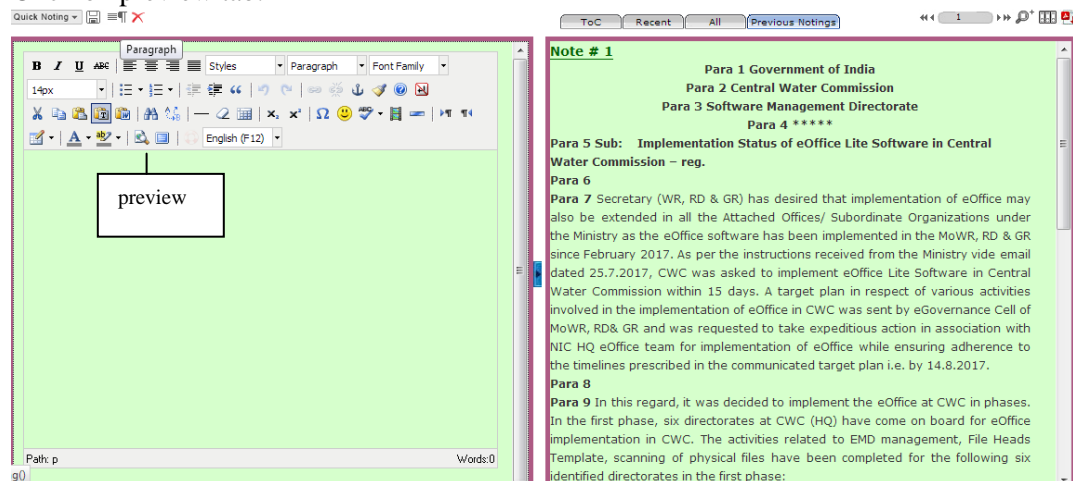 Quick Noting
ToC Recent All Previous Notings
1
Paragraph
B I U ABC Styles Paragraph Font Family
14px
English (F12)
preview
Path: p Words:0
g()
Note # 1
Para 1 Government of India
Para 2 Central Water Commission
Para 3 Software Management Directorate
Para 4 *****
Para 5 Sub: Implementation Status of eOffice Lite Software in Central
Water Commission – reg.
Para 6
Para 7 Secretary (WR, RD & GR) has desired that implementation of eOffice may
also be extended in all the Attached Offices/ Subordinate Organizations under
the Ministry as the eOffice software has been implemented in the MoWR, RD & GR
since February 2017. As per the instructions received from the Ministry vide email
dated 25.7.2017, CWC was asked to implement eOffice Lite Software in Central
Water Commission within 15 days. A target plan in respect of various activities
involved in the implementation of eOffice in CWC was sent by eGovernance Cell of
MoWR, RD& GR and was requested to take expeditious action in association with
NIC HQ eOffice team for implementation of eOffice while ensuring adherence to
the timelines prescribed in the communicated target plan i.e. by 14.8.2017.
Para 8
Para 9 In this regard, it was decided to implement the eOffice at CWC in phases.
In the first phase, six directorates at CWC (HQ) have come on board for eOffice
implementation in CWC. The activities related to EMD management, File Heads
Template, scanning of physical files have been completed for the following six
identified directorates in the first phase: